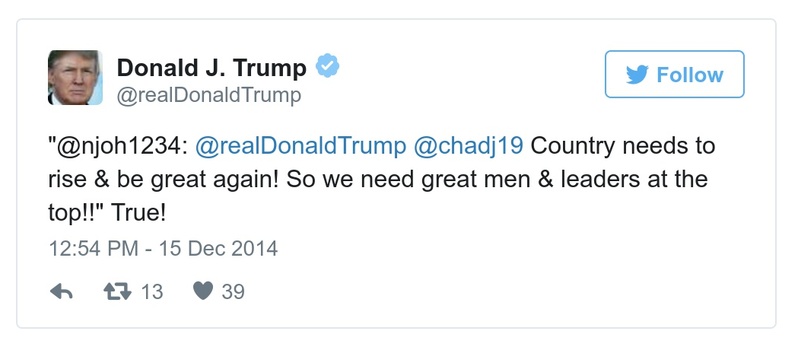 Donald J. Trump
@realDonaldTrump
Follow
"@njoh1234: @realDonaldTrump @chadj19 Country needs to
rise & be great again! So we need great men & leaders at the
top!!" True!
12:54 PM - 15 Dec 2014
13 39